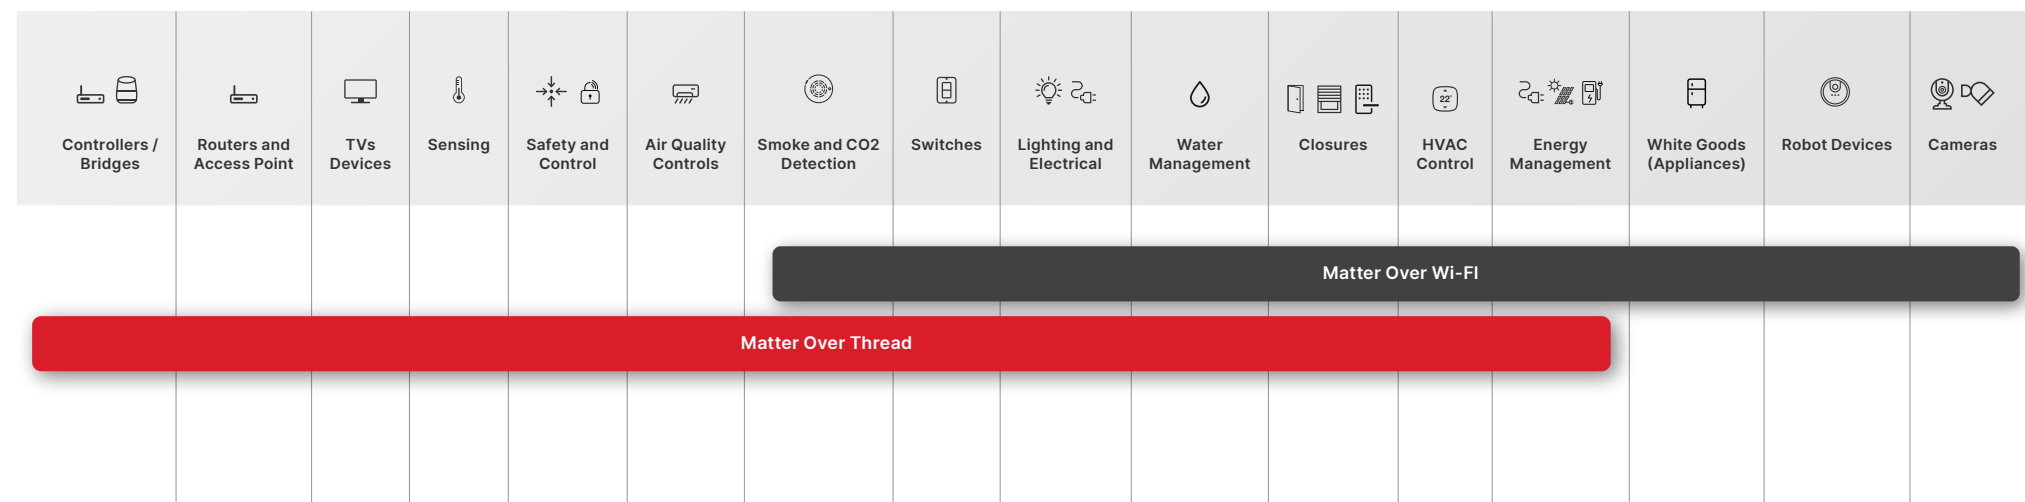 Controllers /
Bridges
Routers and
Access Point
TVs
Devices
Sensing
Safety and
Control
Air Quality
Controls
Smoke and CO2
Detection
Switches
Lighting and
Electrical
Water
Management
Closures
22°
HVAC
Control
Energy
Management
White Goods
(Appliances)
Robot Devices
Cameras
Matter Over Wi-FI
Matter Over Thread